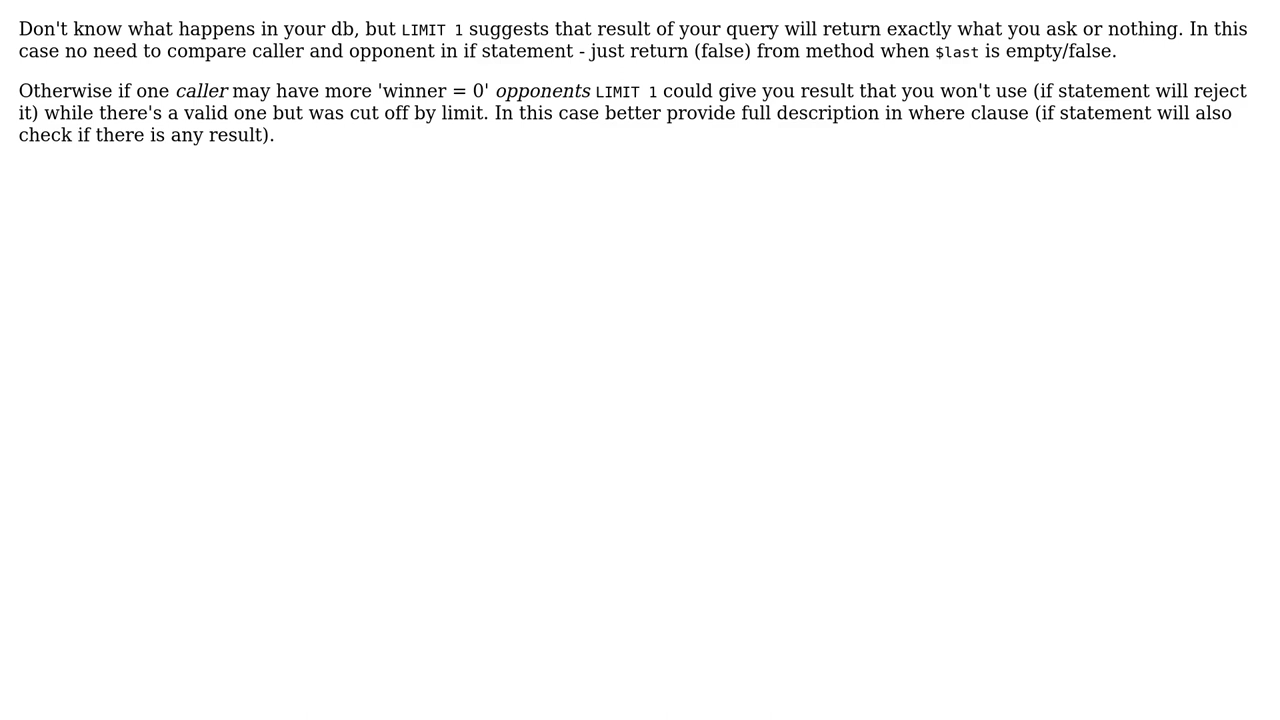 Don't know what happens in your db, but LIMIT 1 suggests that result of your query will return exactly what you ask or nothing. In this
case no need to compare caller and opponent in if statement - just return (false) from method when $last is empty/false.
Otherwise if one caller may have more 'winner = 0' opponents LIMIT 1 could give you result that you won't use (if statement will reject
it) while there's a valid one but was cut off by limit. In this case better provide full description in where clause (if statement will also
check if there is any result).